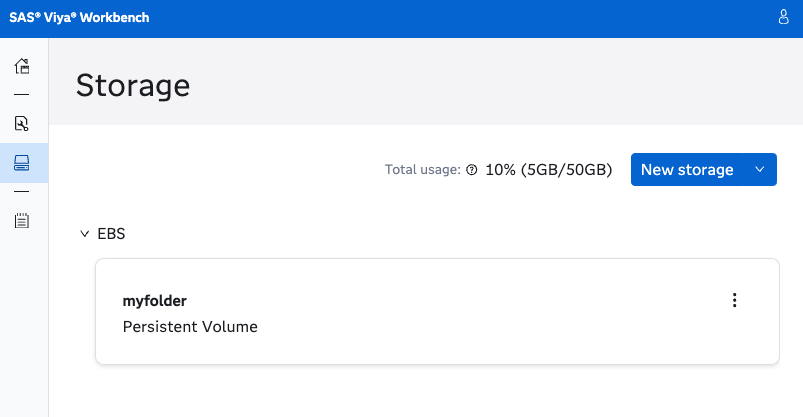 SAS® Viya® Workbench
Storage
Total usage: 10% (5GB/50GB) New storage
EBS
myfolder
Persistent Volume